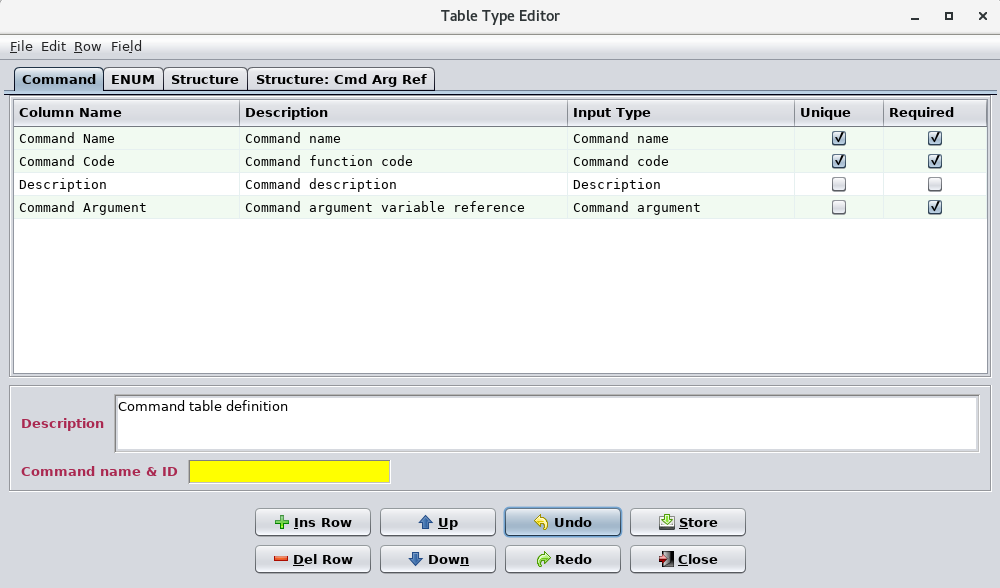 Table Type Editor
File Edit Row Field
Command ENUM Structure Structure: Cmd Arg Ref
Column Name Description Input Type Unique Required
Command Name Command name Command name
Command Code Command function code Command code
Description Command description Description
Command Argument Command argument variable reference Command argument
Description Command table definition
Command name & ID
Ins Row Up Undo Store
Del Row Down Redo Close